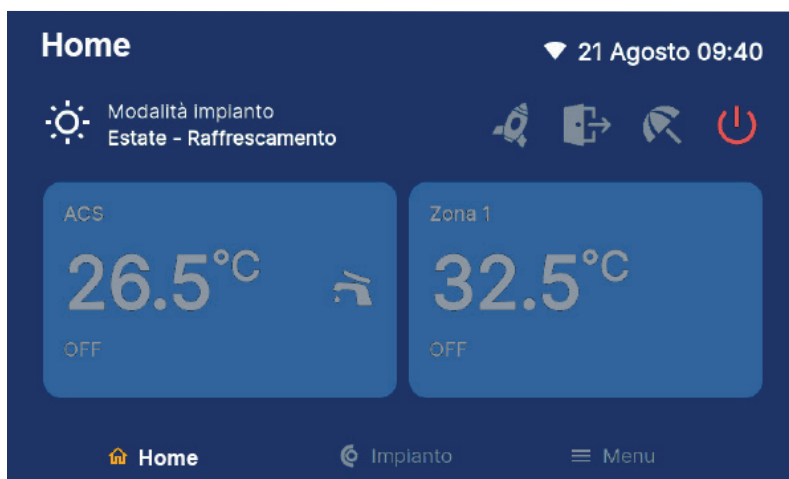 Home
21 Agosto 09:40
Modalità Impianto
Estate - Raffrescamento
ACS
26.5°C
OFF
Zona 1
32.5°C
OFF
Home
Impianto
Menu